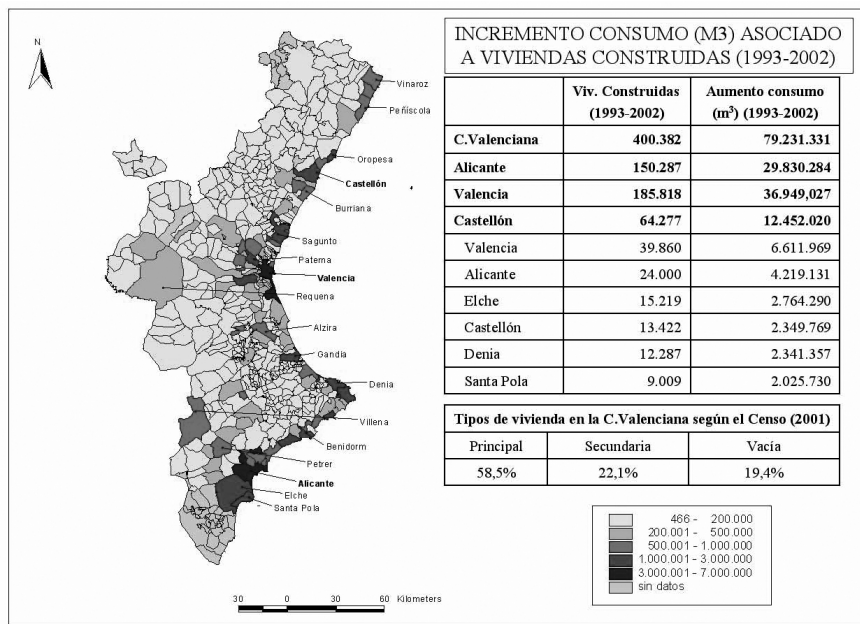 N
Vinaroz
Peñíscola
Oropesa
Castellón
Burriana
Sagunto
Paterna
Valencia
Requena
Alzira
Gandia
Denia
Villena
Benidorm
Petrer
Alicante
Elche
Santa Pola
30 0 30 60 Kilometers
INCREMENTO CONSUMO (M3) ASOCIADO
A VIVIENDAS CONSTRUIDAS (1993-2002)
Viv. Construidas Aumento consumo
(1993-2002) (m³) (1993-2002)
C.Valenciana 400.382 79.231.331
Alicante 150.287 29.830.284
Valencia 185.818 36.949,027
Castellón 64.277 12.452.020
Valencia 39.860 6.611.969
Alicante 24.000 4.219.131
Elche 15.219 2.764.290
Castellón 13.422 2.349.769
Denia 12.287 2.341.357
Santa Pola 9.009 2.025.730
Tipos de vivienda en la C.Valenciana según el Censo (2001)
Principal Secundaria Vacía
58,5% 22,1% 19,4%
466 - 200.000
200.001 - 500.000
500.001 - 1.000.000
1.000.001 - 3.000.000
3.000.001 - 7.000.000
sin datos